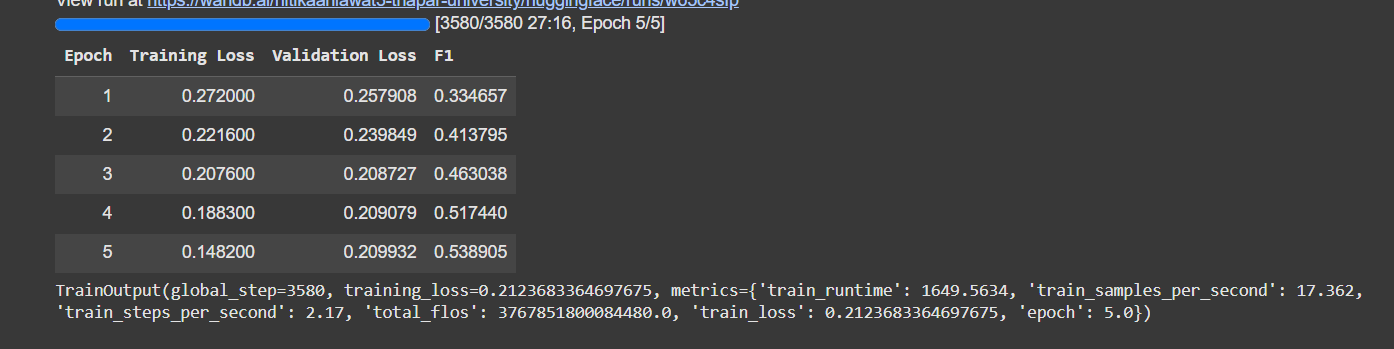 View run at https://wandb.ai/nitikaahlawat3-thapar-university/huggingface/runs/
[3580/3580 27:16, Epoch 5/5]
Epoch Training Loss Validation Loss F1
1 0.272000 0.257908 0.334657
2 0.221600 0.239849 0.413795
3 0.207600 0.208727 0.463038
4 0.188300 0.209079 0.517440
5 0.148200 0.209932 0.538905
TrainOutput(global_step=3580, training_loss=0.2123683364697675, metrics={'train_runtime': 1649.5634, 'train_samples_per_second': 17.362,
'train_steps_per_second': 2.17, 'total_flos': 3767851800084480.0, 'train_loss': 0.2123683364697675, 'epoch': 5.0})